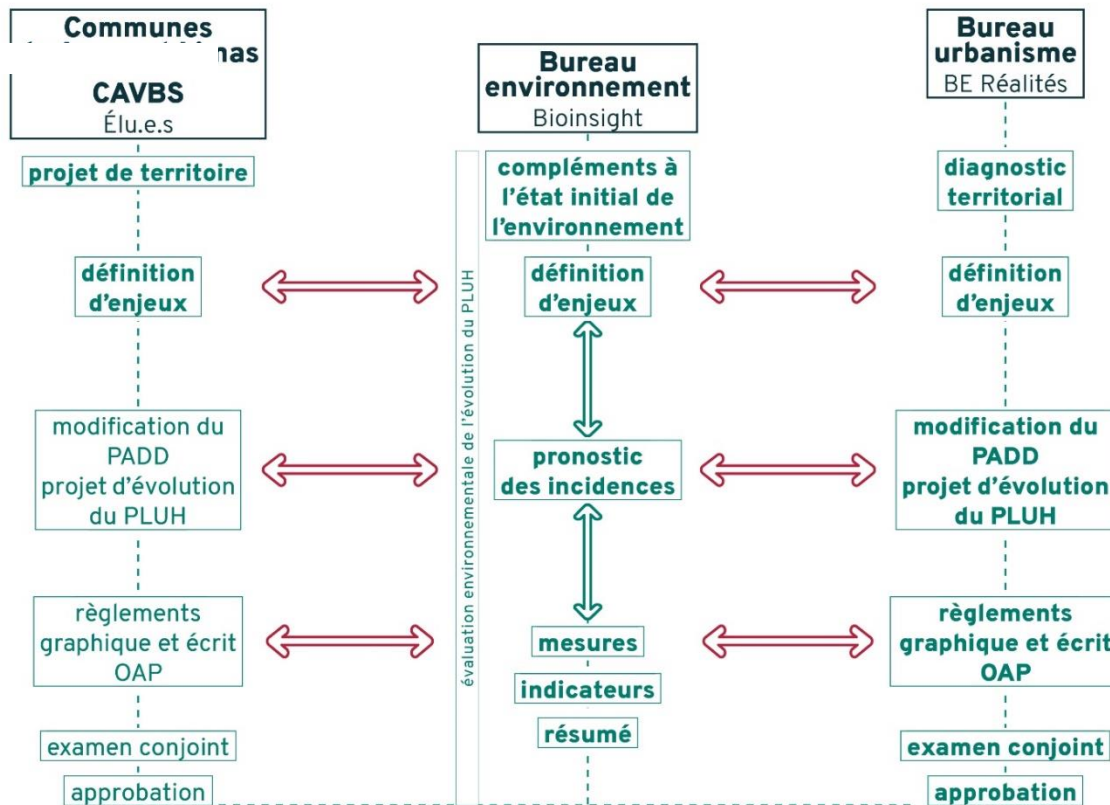 Communes
nas
CAVBS
Élu.e.s
projet de territoire
définition
d'enjeux
modification du
PADD
projet d'évolution
du PLUH
règlements
graphique et écrit
OAP
examen conjoint
approbation
évaluation environnementale de l'évolution du PLUH
Bureau
environnement
Bioinsight
compléments à
l'état initial de
l'environnement
définition
d'enjeux
pronostic
des incidences
mesures
indicateurs
résumé
Bureau
urbanisme
BE Réalités
diagnostic
territorial
définition
d'enjeux
modification du
PADD
projet d'évolution
du PLUH
règlements
graphique et écrit
OAP
examen conjoint
approbation